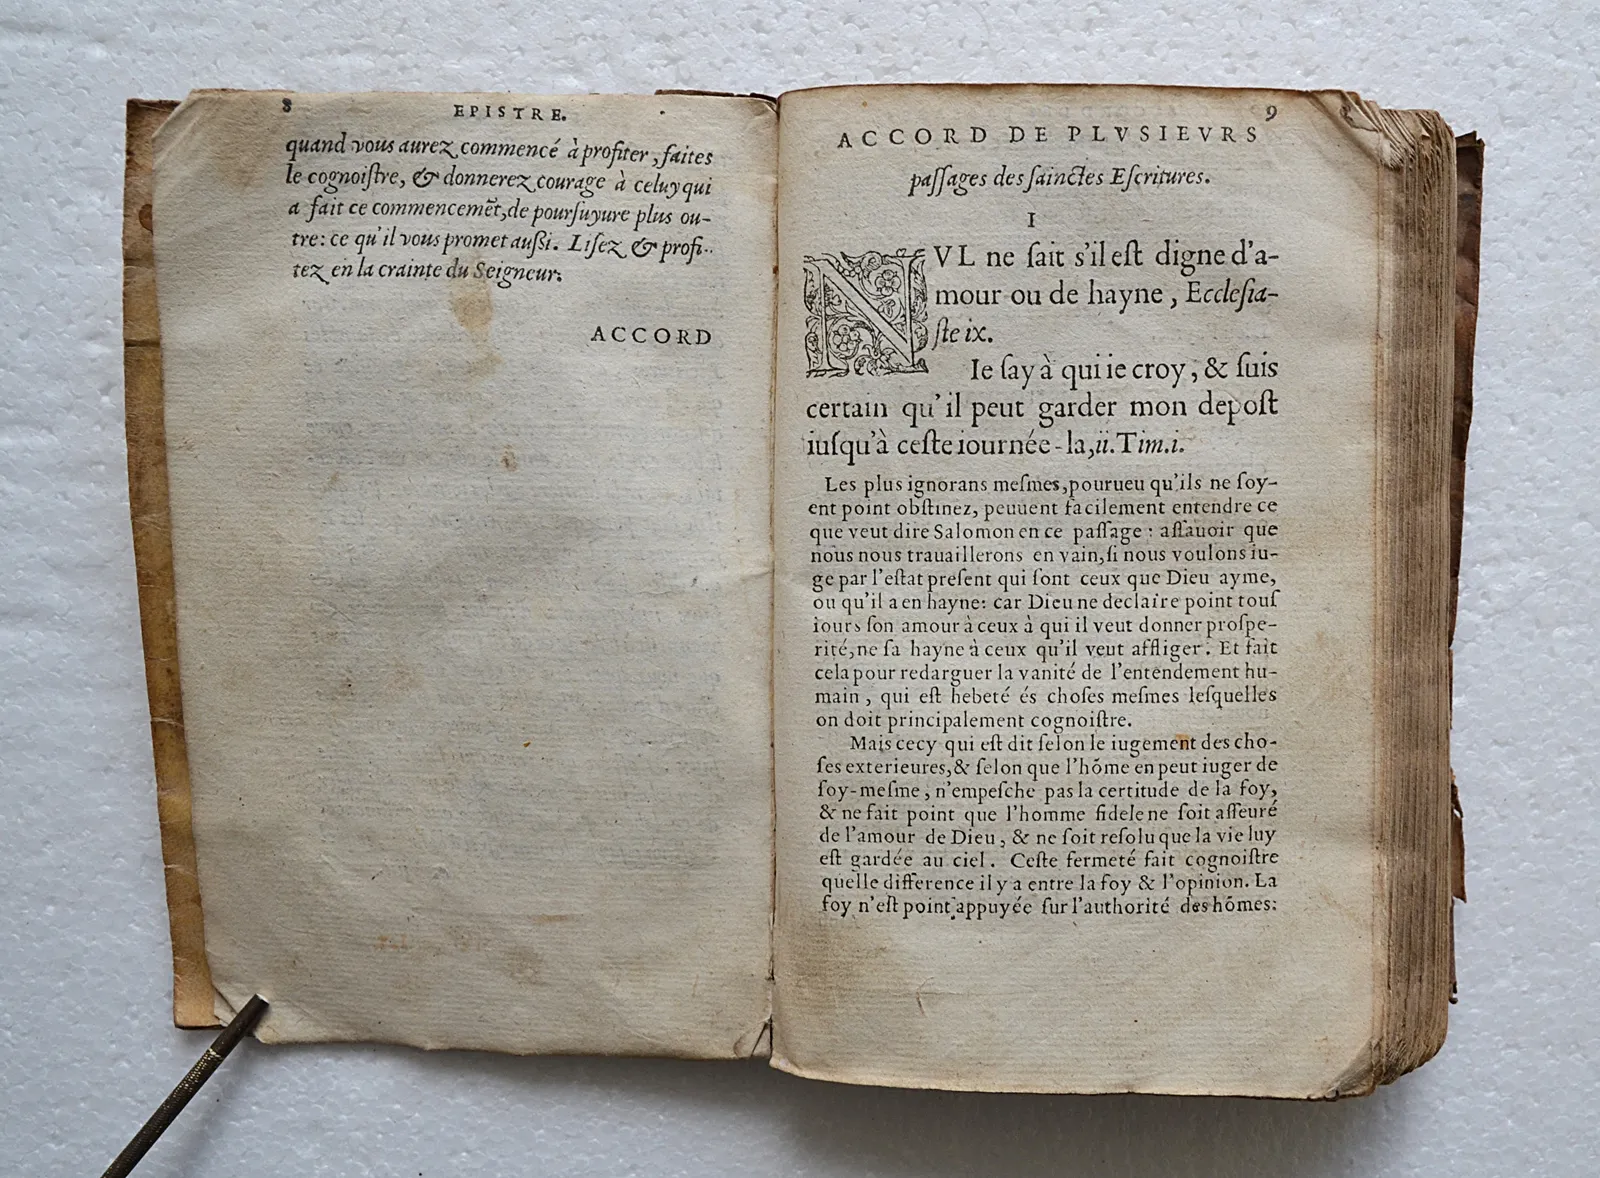 8
EPISTRE.
quand vous aurez commencé à profiter, faites
le cognoiſtre, & donnerez courage à celuy qui
a fait ce commencemẽt, de pourſuyure plus ou-
tre: ce qu'il vous promet auſsi. Liſez & profi-
tez en la crainte du Seigneur:
ACCORD
9
ACCORD DE PLVSIEVRS
paſſages des ſainctes Eſcritures.
I
NVL ne ſait s'il eſt digne d'a-
mour ou de hayne, Eccleſia-
ſte ix.
Ie ſay à qui ie croy, & ſuis
certain qu'il peut garder mon depoſt
iuſqu'à ceſte iournée-la, ii. Tim. i.
Les plus ignorans meſmes, pourueu qu'ils ne ſoy-
ent point obſtinez, peuuent facilement entendre ce
que veut dire Salomon en ce paſſage: aſſauoir que
nous nous trauaillerons en vain, ſi nous voulons iu-
ge par l'eſtat preſent qui ſont ceux que Dieu ayme,
ou qu'il a en hayne: car Dieu ne declaire point touſ
iours ſon amour à ceux à qui il veut donner proſpe-
rité, ne ſa hayne à ceux qu'il veut affliger. Et fait
cela pour redarguer la vanité de l'entendement hu-
main, qui eſt hebeté és choſes meſmes leſquelles
on doit principalement cognoiſtre.
Mais cecy qui eſt dit ſelon le iugement des cho-
ſes exterieures, & ſelon que l'hõme en peut iuger de
ſoy-meſme, n'empeſche pas la certitude de la foy,
& ne fait point que l'homme fidele ne ſoit aſſeuré
de l'amour de Dieu, & ne ſoit reſolu que la vie luy
eſt gardée au ciel. Ceſte fermeté fait cognoiſtre
quelle difference il y a entre la foy & l'opinion. La
foy n'eſt point appuyée ſur l'authorité des hõmes: